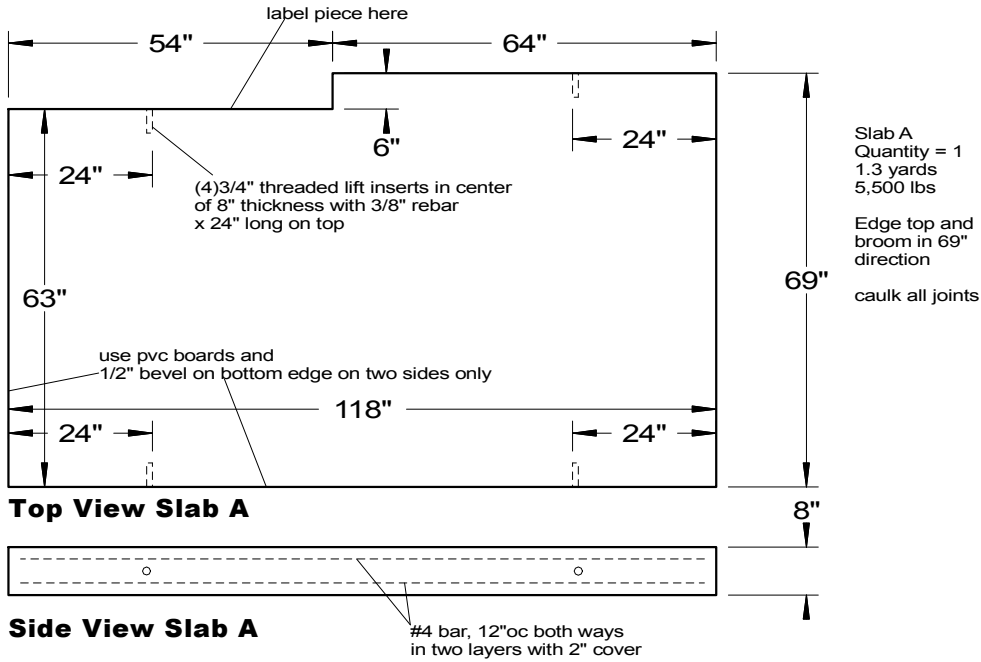 label piece here
54"
64"
6"
24"
24"
(4)3/4" threaded lift inserts in center
of 8" thickness with 3/8" rebar
x 24" long on top
Slab A
Quantity = 1
1.3 yards
5,500 lbs
Edge top and
broom in 69"
direction
caulk all joints
63"
69"
use pvc boards and
1/2" bevel on bottom edge on two sides only
118"
24"
24"
Top View Slab A
8"
Side View Slab A
#4 bar, 12"oc both ways
in two layers with 2" cover